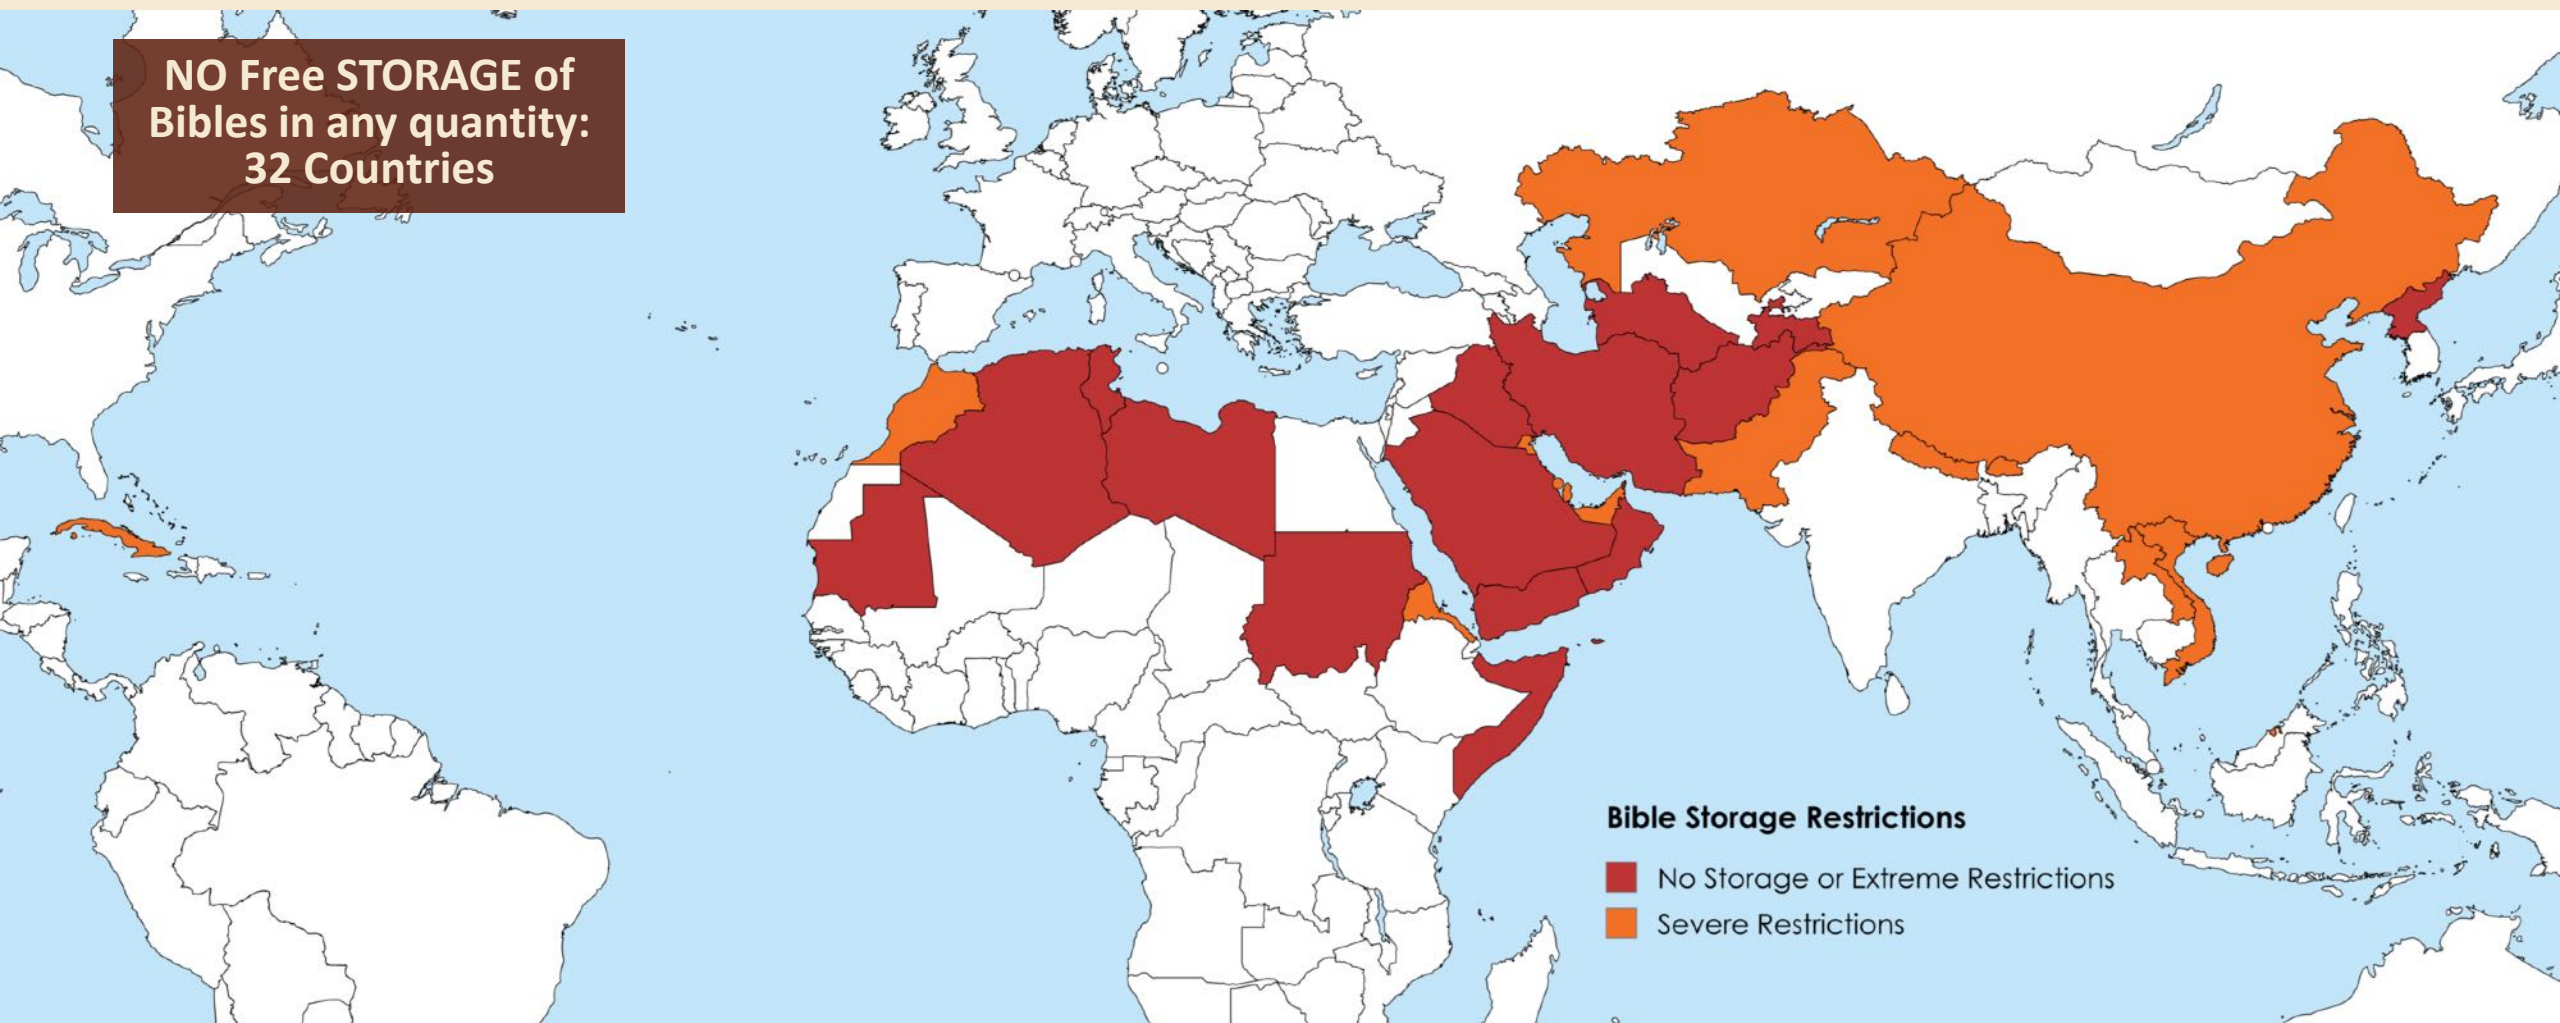 NO Free STORAGE of
Bibles in any quantity:
32 Countries
Bible Storage Restrictions
No Storage or Extreme Restrictions
Severe Restrictions